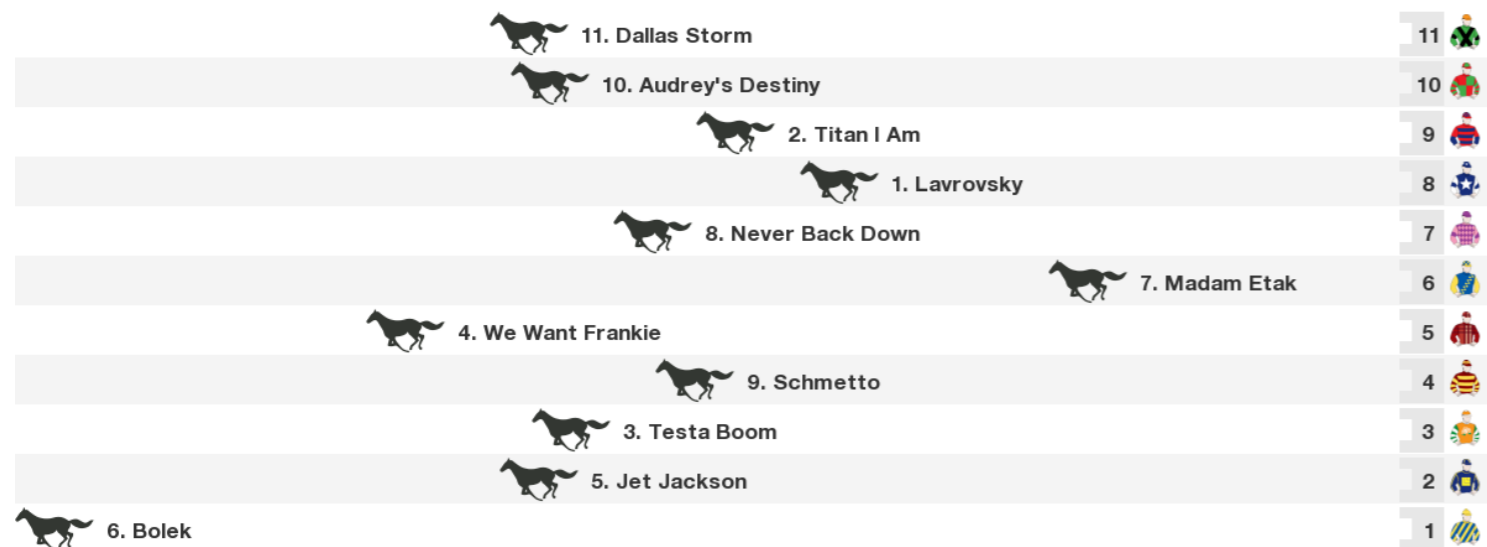 11. Dallas Storm 11
10. Audrey's Destiny 10
2. Titan I Am 9
1. Lavrovsky 8
8. Never Back Down 7
7. Madam Etak 6
4. We Want Frankie 5
9. Schmetto 4
3. Testa Boom 3
5. Jet Jackson 2
6. Bolek 1